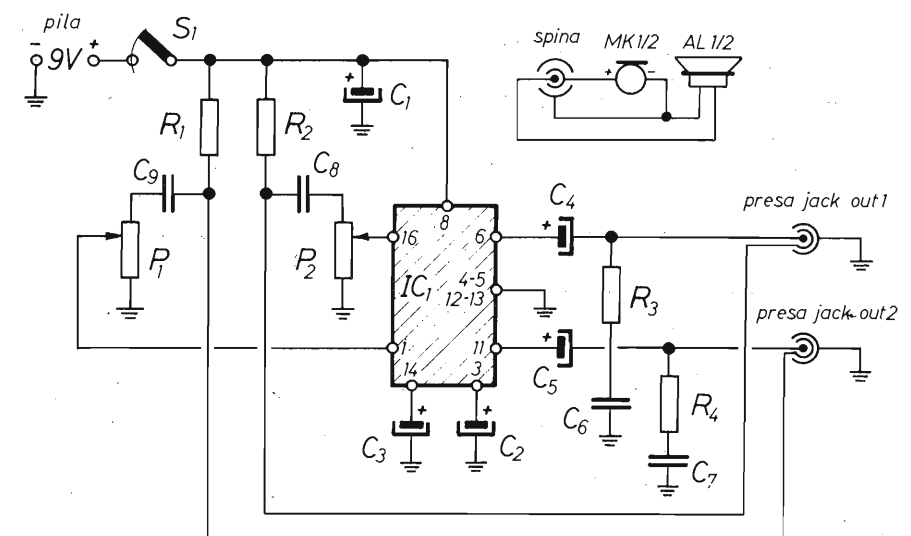 pila
- 9V +
S1
spina
MK1/2
AL1/2
+ -
+
C1
R1
R2
C9
C8
P1
P2
8
16
6
IC1
4-5
12-13
1
11
14
3
+
C4
presa jack out1
R3
presa jack out2
+
C5
C6
R4
C7
+
C3
+
C2